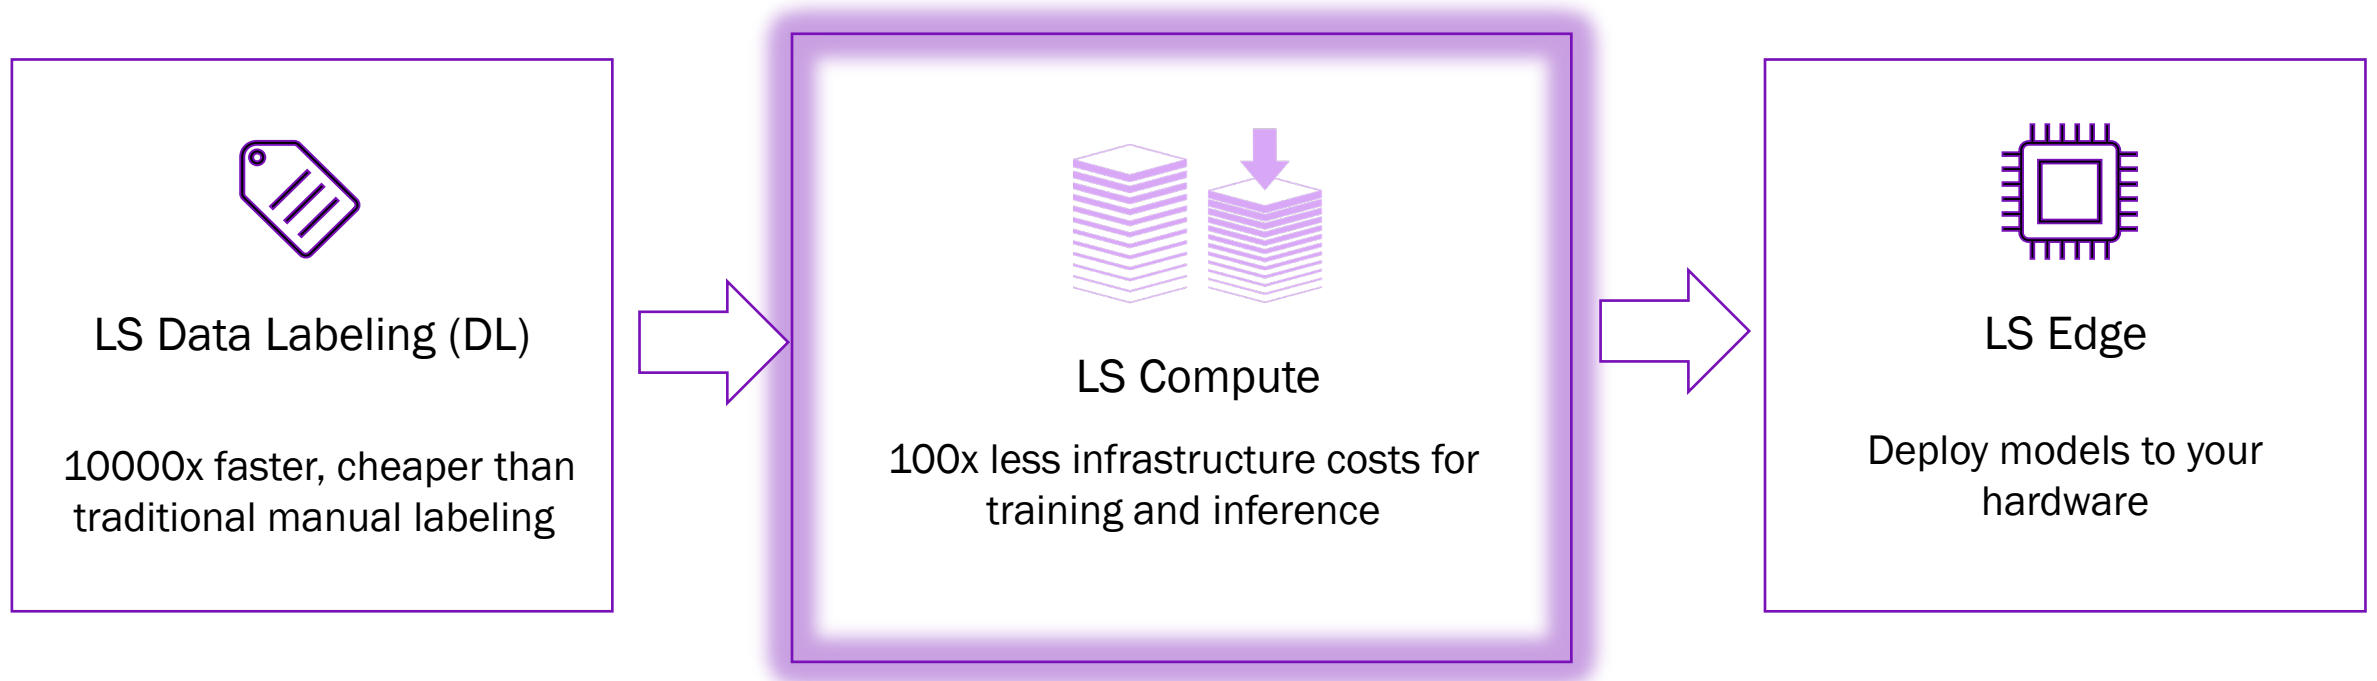 LS Data Labeling (DL)
10000x faster, cheaper than
traditional manual labeling
LS Compute
100x less infrastructure costs for
training and inference
LS Edge
Deploy models to your
hardware